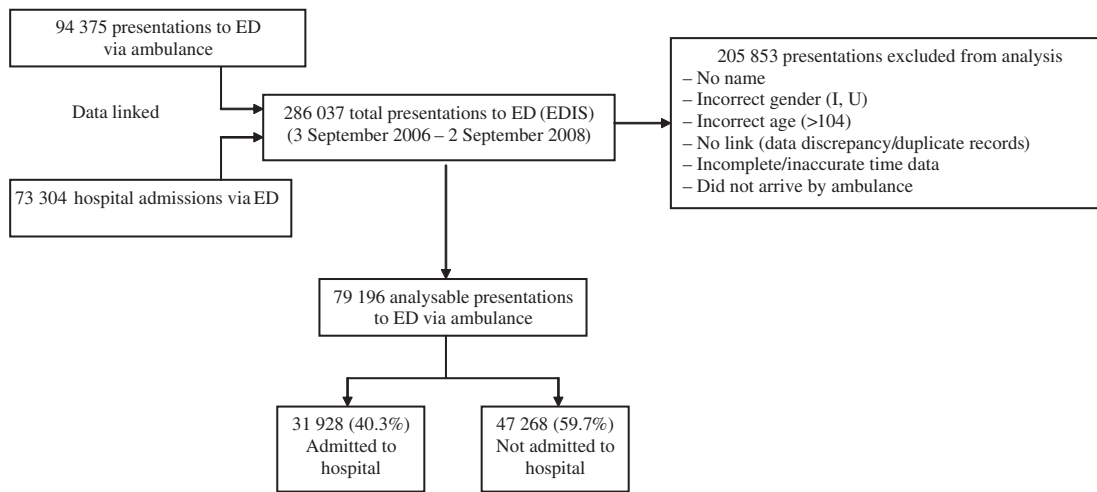 94 375 presentations to ED
via ambulance
Data linked
73 304 hospital admissions via ED
286 037 total presentations to ED (EDIS)
(3 September 2006 – 2 September 2008)
205 853 presentations excluded from analysis
– No name
– Incorrect gender (I, U)
– Incorrect age (>104)
– No link (data discrepancy/duplicate records)
– Incomplete/inaccurate time data
– Did not arrive by ambulance
79 196 analysable presentations
to ED via ambulance
31 928 (40.3%)
Admitted to
hospital
47 268 (59.7%)
Not admitted to
hospital